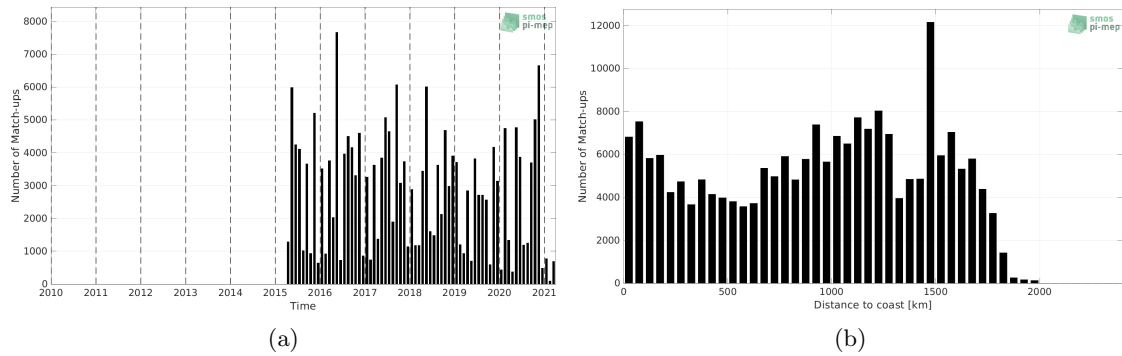 smos
pi-mep
Number of Match-ups
8000
7000
6000
5000
4000
3000
2000
1000
0
2010 2011 2012 2013 2014 2015 2016 2017 2018 2019 2020 2021
Time
(a)
smos
pi-mep
Number of Match-ups
12000
10000
8000
6000
4000
2000
0
0 500 1000 1500 2000
Distance to coast [km]
(b)